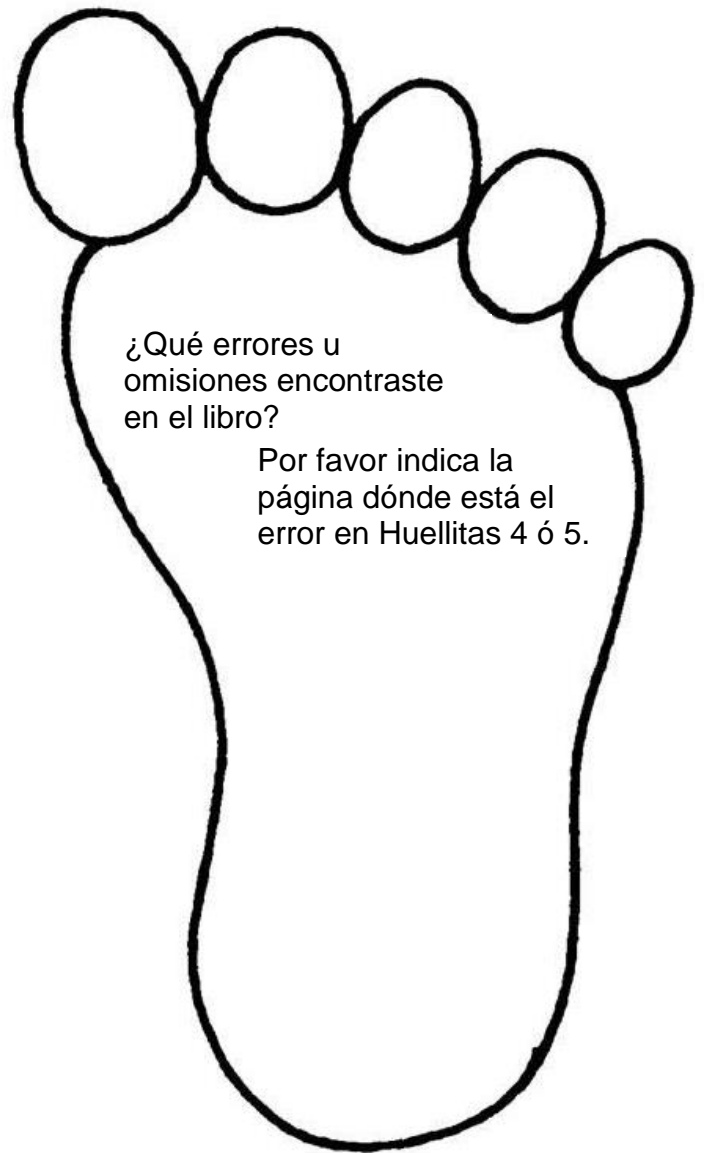 ¿Qué errores u
omisiones encontraste
en el libro?
Por favor indica la
página dónde está el
error en Huellitas 4 ó 5.